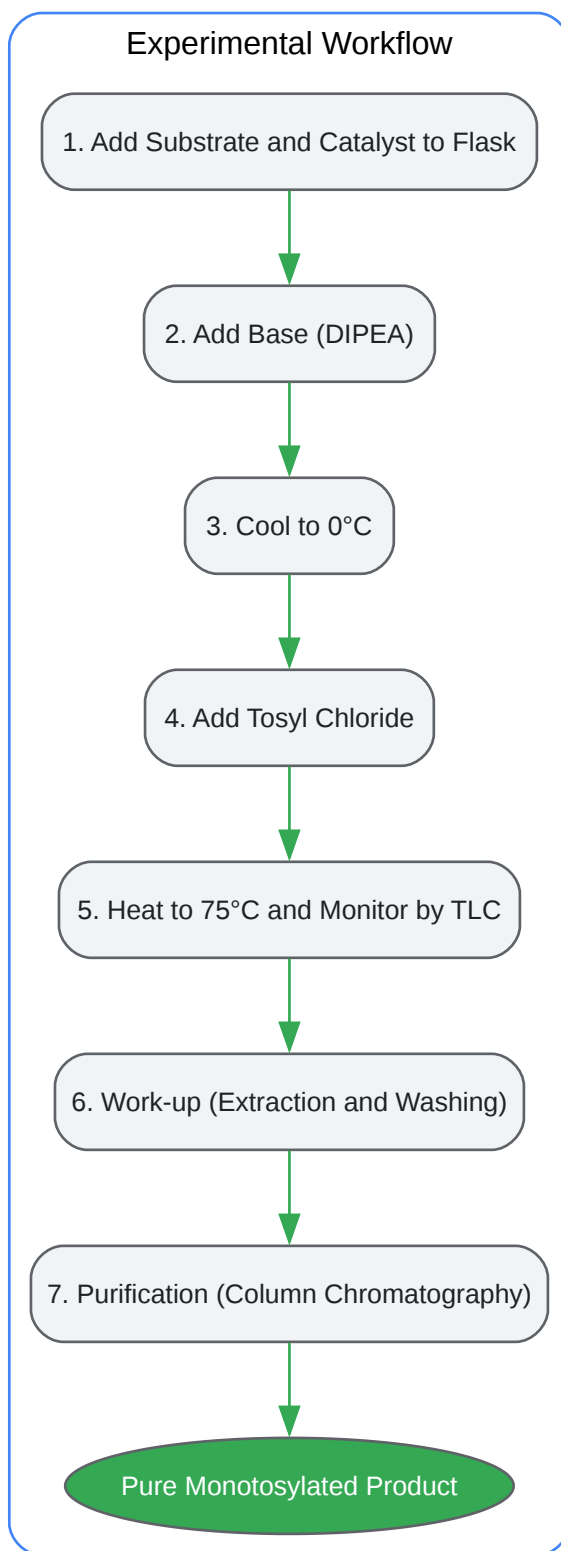 Experimental Workflow
1. Add Substrate and Catalyst to Flask
2. Add Base (DIPEA)
3. Cool to 0°C
4. Add Tosyl Chloride
5. Heat to 75°C and Monitor by TLC
6. Work-up (Extraction and Washing)
7. Purification (Column Chromatography)
Pure Monotosylated Product